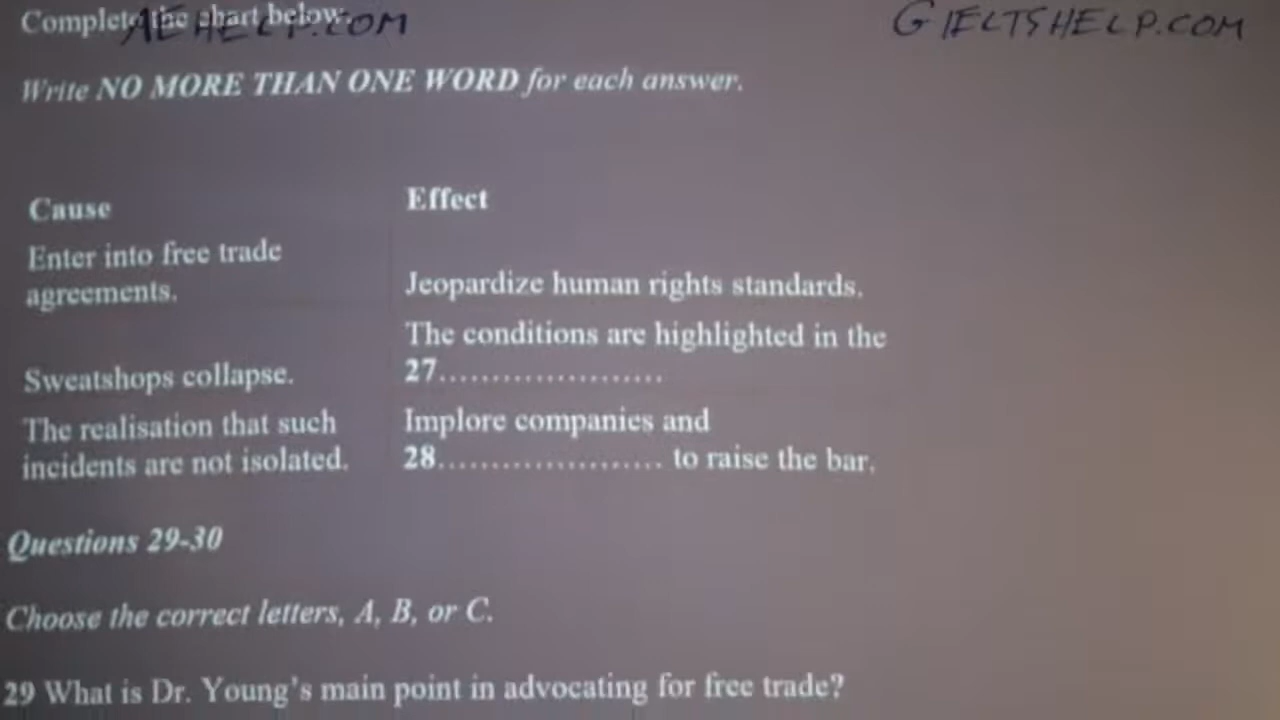 Complete the chart below.
AEHELP.COM
GIELTSHELP.COM
Write NO MORE THAN ONE WORD for each answer.
Cause
Effect
Enter into free trade
agreements.
Jeopardize human rights standards.
Sweatshops collapse.
The conditions are highlighted in the
27.....................
The realisation that such
incidents are not isolated.
Implore companies and
28..................... to raise the bar.
Questions 29-30
Choose the correct letters, A, B, or C.
29 What is Dr. Young's main point in advocating for free trade?